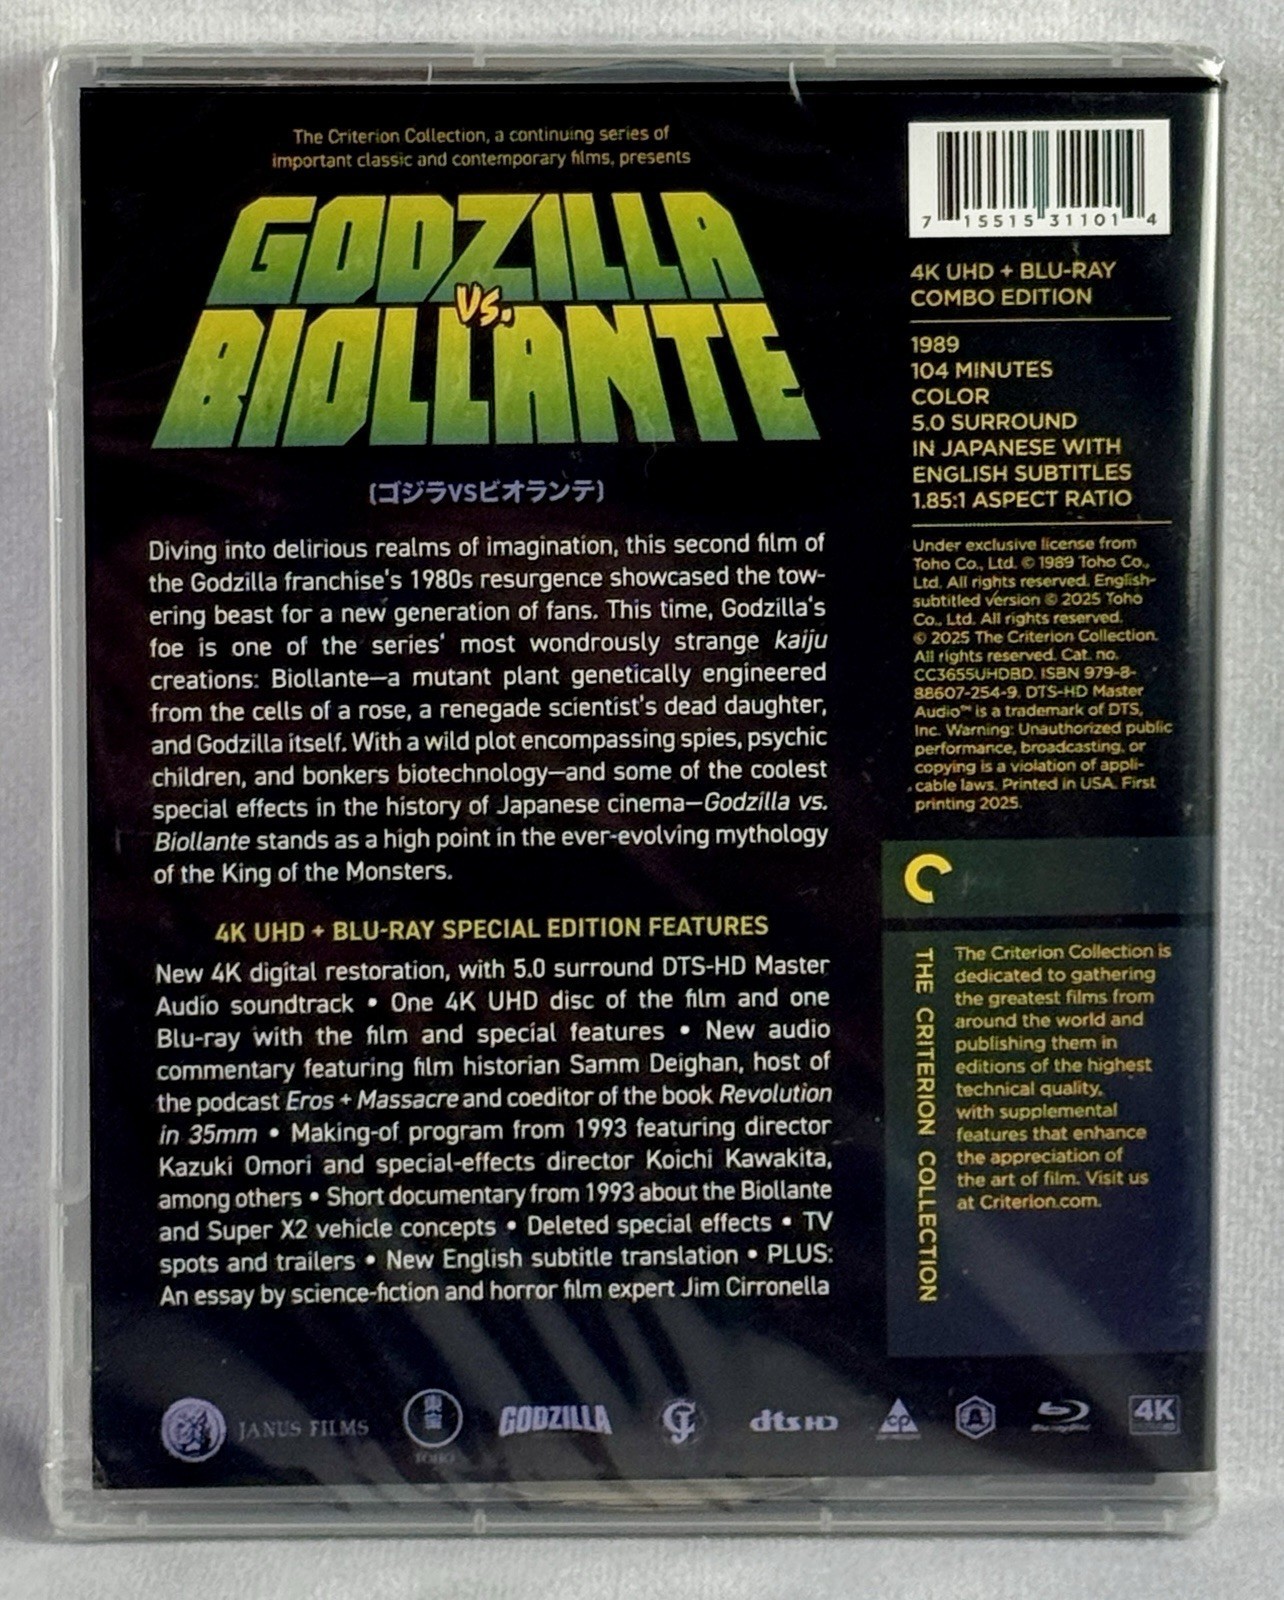 The Criterion Collection, a continuing series of
important classic and contemporary films, presents
GODZILLA
VS.
BIOLLANTE
(ゴジラVSビオランテ)
Diving into delirious realms of imagination, this second film of
the Godzilla franchise's 1980s resurgence showcased the tow-
ering beast for a new generation of fans. This time, Godzilla's
foe is one of the series' most wondrously strange kaiju
creations: Biollante—a mutant plant genetically engineered
from the cells of a rose, a renegade scientist's dead daughter,
and Godzilla itself. With a wild plot encompassing spies, psychic
children, and bonkers biotechnology—and some of the coolest
special effects in the history of Japanese cinema—Godzilla vs.
Biollante stands as a high point in the ever-evolving mythology
of the King of the Monsters.
4K UHD + BLU-RAY SPECIAL EDITION FEATURES
New 4K digital restoration, with 5.0 surround DTS-HD Master
Audio soundtrack • One 4K UHD disc of the film and one
Blu-ray with the film and special features • New audio
commentary featuring film historian Samm Deighan, host of
the podcast Eros + Massacre and coeditor of the book Revolution
in 35mm • Making-of program from 1993 featuring director
Kazuki Omori and special-effects director Koichi Kawakita,
among others • Short documentary from 1993 about the Biollante
and Super X2 vehicle concepts • Deleted special effects • TV
spots and trailers • New English subtitle translation • PLUS:
An essay by science-fiction and horror film expert Jim Cirronella
7 15515 31101 4
4K UHD + BLU-RAY
COMBO EDITION
1989
104 MINUTES
COLOR
5.0 SURROUND
IN JAPANESE WITH
ENGLISH SUBTITLES
1.85:1 ASPECT RATIO
Under exclusive license from
Toho Co., Ltd. © 1989 Toho Co.,
Ltd. All rights reserved. English-
subtitled version © 2025 Toho
Co., Ltd. All rights reserved.
© 2025 The Criterion Collection.
All rights reserved. Cat. no.
CC3655UHDBD. ISBN 979-8-
88607-254-9. DTS-HD Master
Audio™ is a trademark of DTS,
Inc. Warning: Unauthorized public
performance, broadcasting, or
copying is a violation of appli-
cable laws. Printed in USA. First
printing 2025.
THE CRITERION COLLECTION
The Criterion Collection is
dedicated to gathering
the greatest films from
around the world and
publishing them in
editions of the highest
technical quality,
with supplemental
features that enhance
the appreciation of
the art of film. Visit us
at Criterion.com.
JANUS FILMS
東宝
TOHO
GODZILLA
dts HD
CP
A
Blu-ray Disc
4K